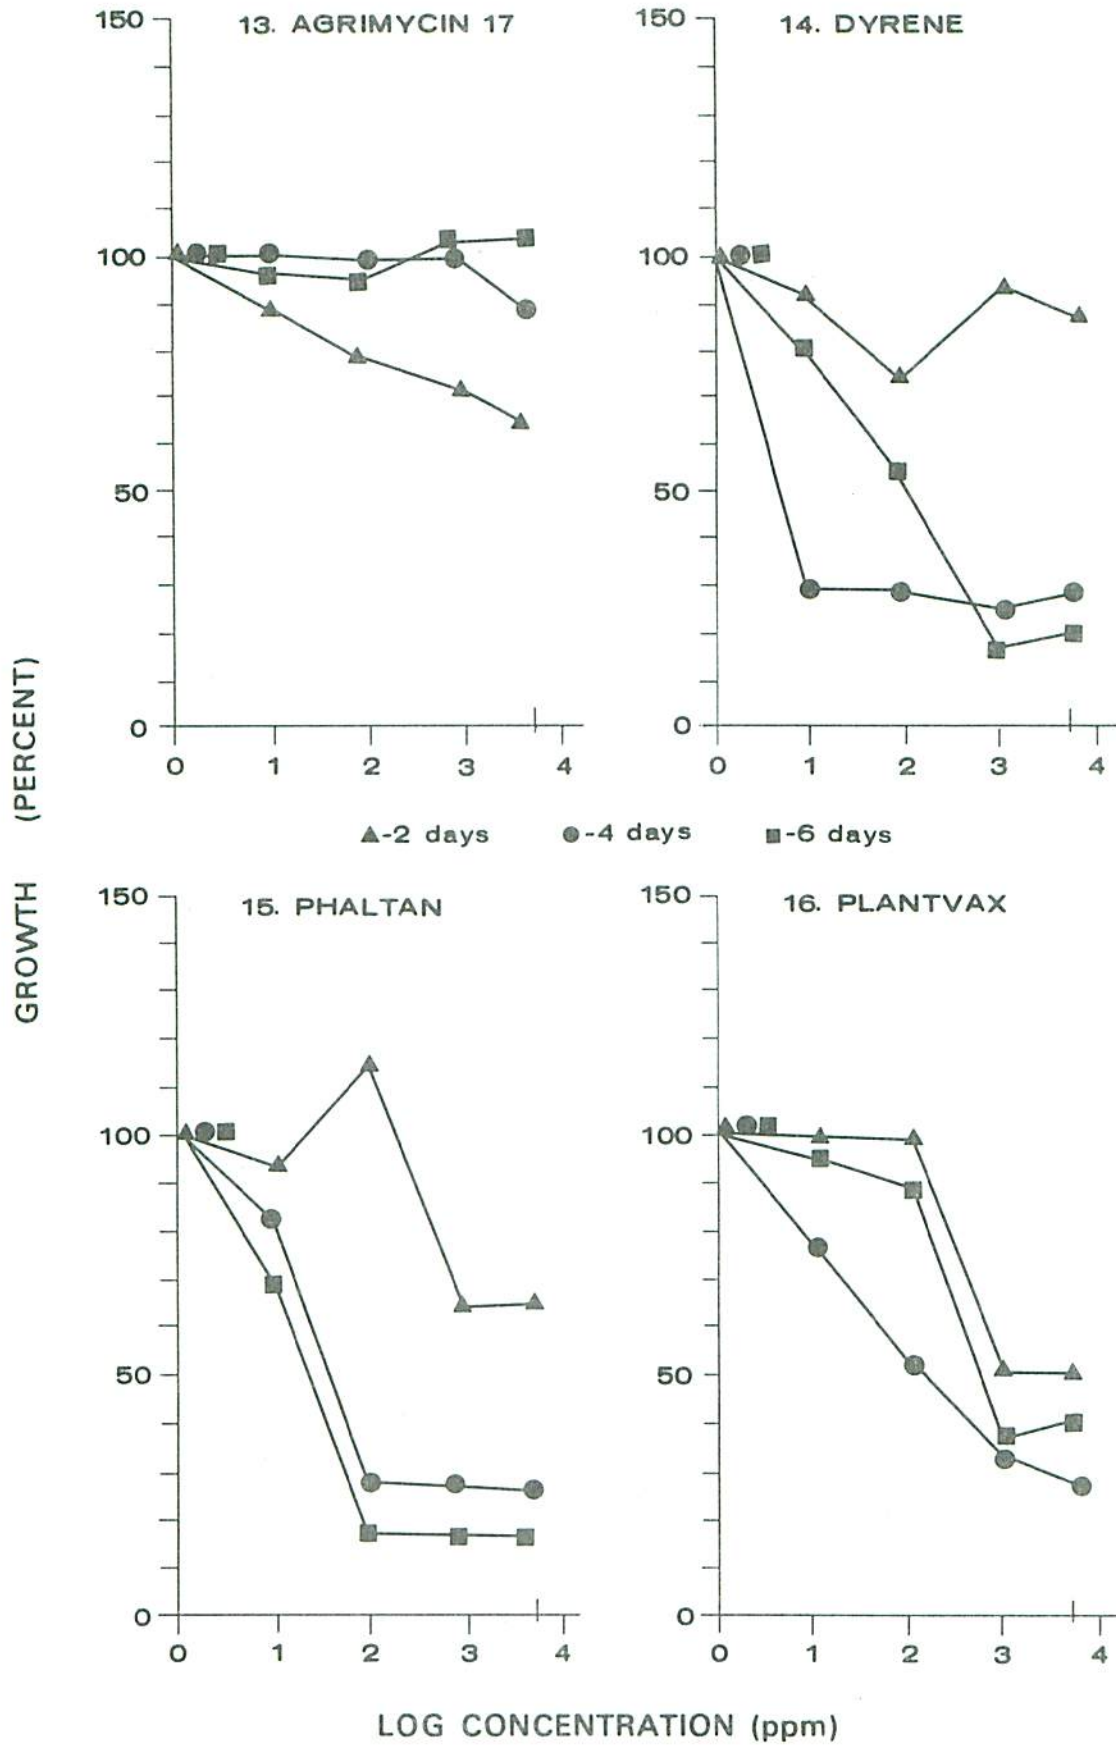 13. AGRIMYCIN 17
150
100
50
0
0 1 2 3 4
14. DYRENE
150
100
50
0
0 1 2 3 4
▲-2 days ●-4 days ■-6 days
15. PHALTAN
150
100
50
0
0 1 2 3 4
16. PLANTVAX
150
100
50
0
0 1 2 3 4
GROWTH (PERCENT)
LOG CONCENTRATION (ppm)